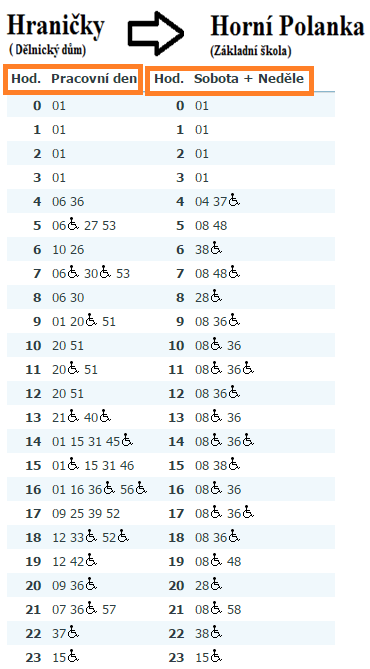 Hraničky Horní Polanka
( Dělnický dům) (Základní škola)
Hod. Pracovní den Hod. Sobota + Neděle
0 01 0 01
1 01 1 01
2 01 2 01
3 01 3 01
4 06 36 4 04 37♿
5 06♿ 27 53 5 08 48
6 10 26 6 38♿
7 06♿ 30♿ 53 7 08 48♿
8 06 30 8 28♿
9 01 20♿ 51 9 08 36♿
10 20 51 10 08♿ 36
11 20♿ 51 11 08♿ 36♿
12 20 51 12 08 36♿
13 21♿ 40♿ 13 08♿ 36
14 01 15 31 45♿ 14 08♿ 36♿
15 01♿ 15 31 46 15 08 38♿
16 01 16 36♿ 56♿ 16 08♿ 36
17 09 25 39 52 17 08♿ 36♿
18 12 33♿ 52♿ 18 08 36♿
19 12 42♿ 19 08♿ 48
20 09 36♿ 20 28♿
21 07 36♿ 57 21 08♿ 58
22 37♿ 22 38♿
23 15♿ 23 15♿